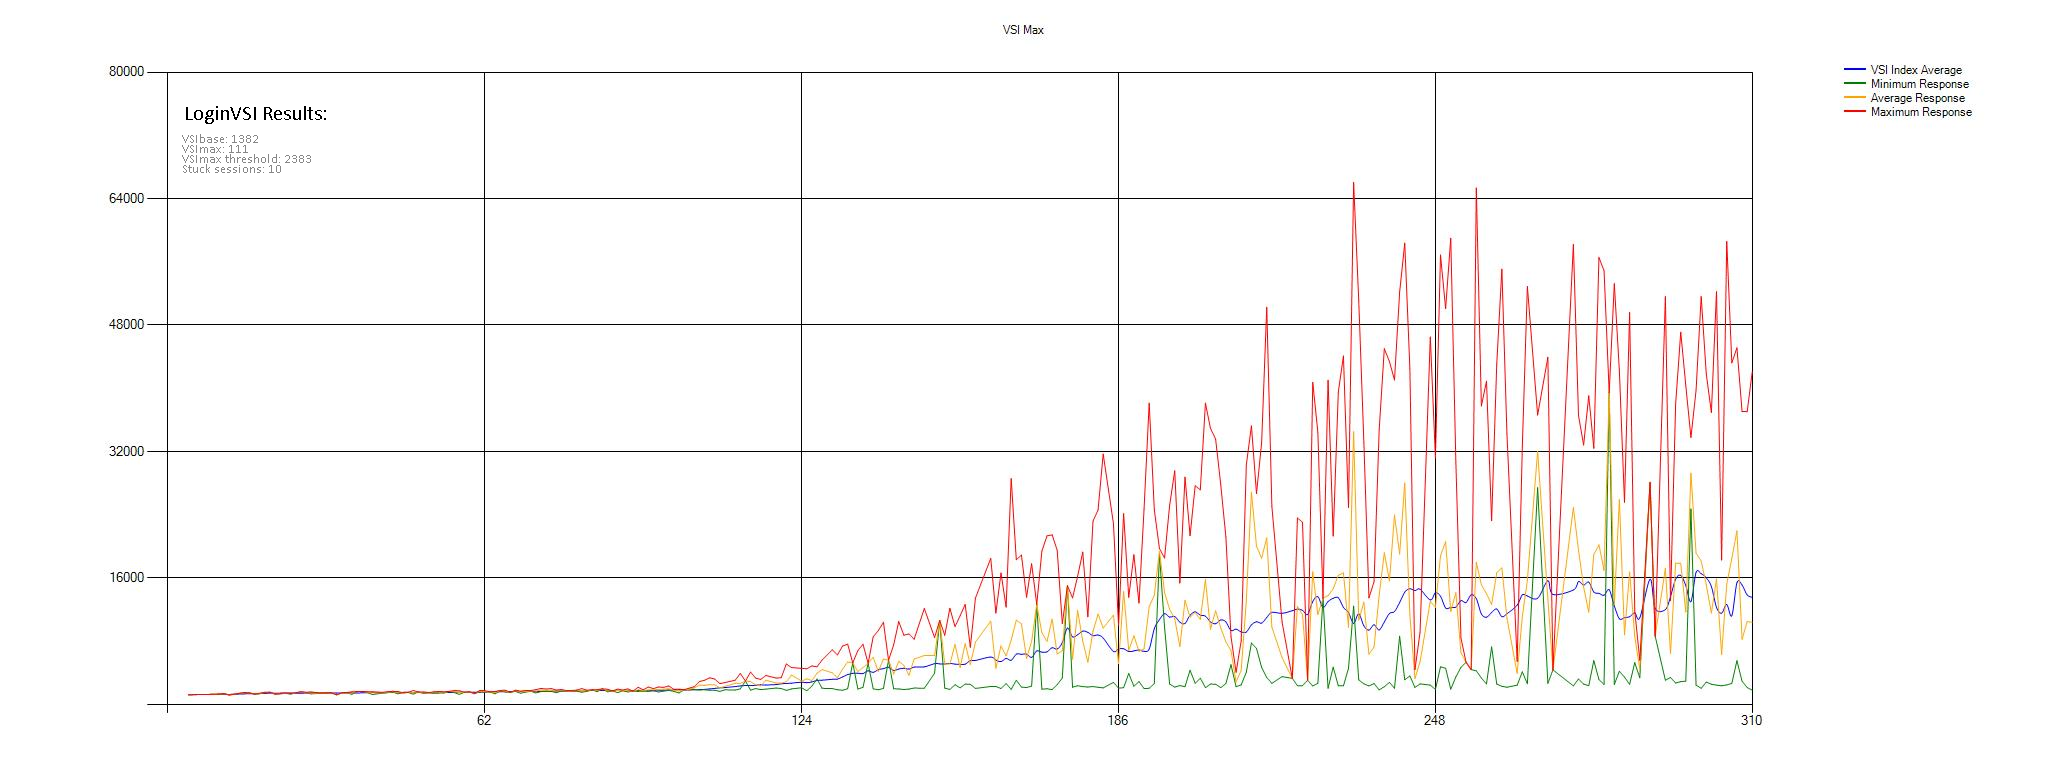 VSI Max
80000
64000
48000
32000
16000
LoginVSI Results:
VSIbase: 1382
VSImax: 111
VSImax threshold: 2383
Stuck sessions: 10
VSI Index Average
Minimum Response
Average Response
Maximum Response
62
124
186
248
310